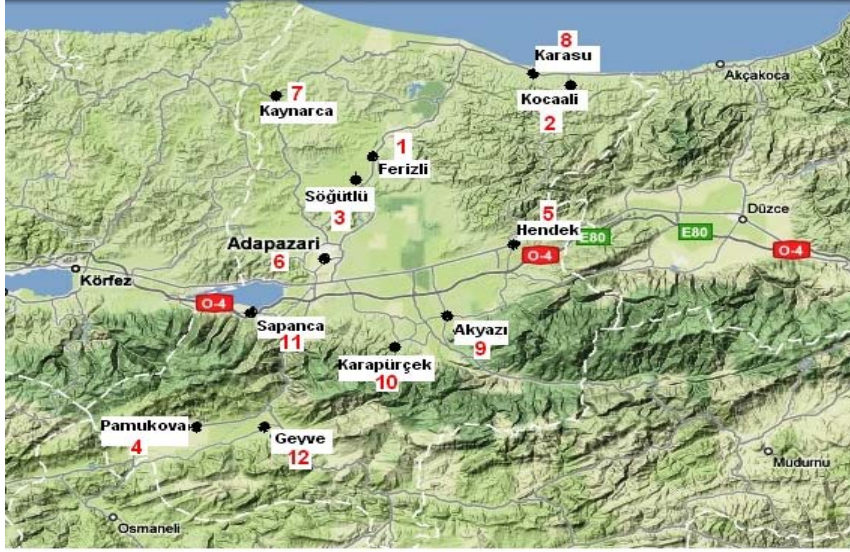 8
Karasu
Akçakoca
7
Kaynarca
Kocaali
2
1
Ferizli
Söğütlü
3
5
Hendek
Düzce
E80
E80
Adapazari
6
O-4
O-4
Körfez
O-4
Sapanca
11
Akyazı
9
Karapürçek
10
Pamukova
4
Geyve
12
Mudurnu
Osmaneli